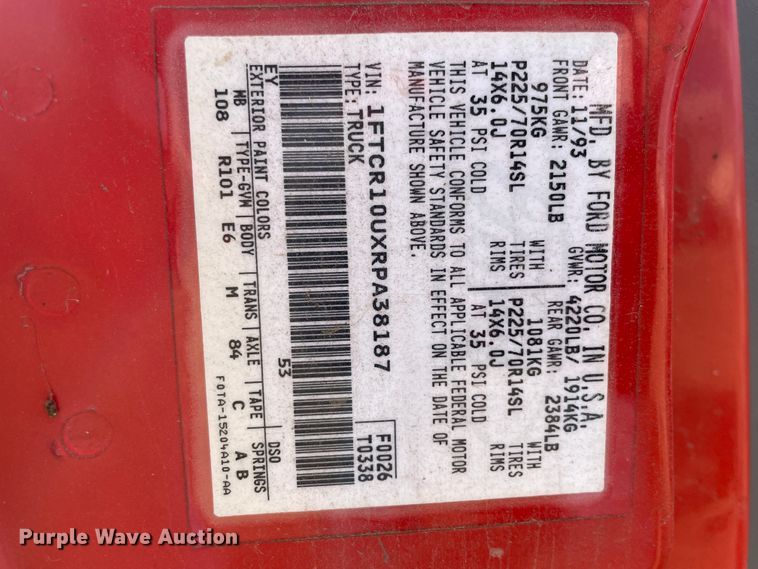 MFD. BY FORD MOTOR CO. IN U.S.A.
DATE: 11/93 GVWR: 4220LB/ 1914KG
FRONT GAWR: 2150LB REAR GAWR: 2384LB
975KG WITH 1081KG WITH
P225/70R14SL TIRES P225/70R14SL TIRES
14X6.0J RIMS 14X6.0J RIMS
AT 35 PSI COLD AT 35 PSI COLD
THIS VEHICLE CONFORMS TO ALL APPLICABLE FEDERAL MOTOR
VEHICLE SAFETY STANDARDS IN EFFECT ON THE DATE OF
MANUFACTURE SHOWN ABOVE.
VIN: 1FTCR10UXRPA38187 F0026
TYPE: TRUCK T0338
EY 53 DSO
EXTERIOR PAINT COLORS
WB TYPE-GVW BODY TRANS AXLE TAPE SPRINGS
108 R101 E6 M 84 C A B
F0TA-15204A10-AA
Purple Wave Auction